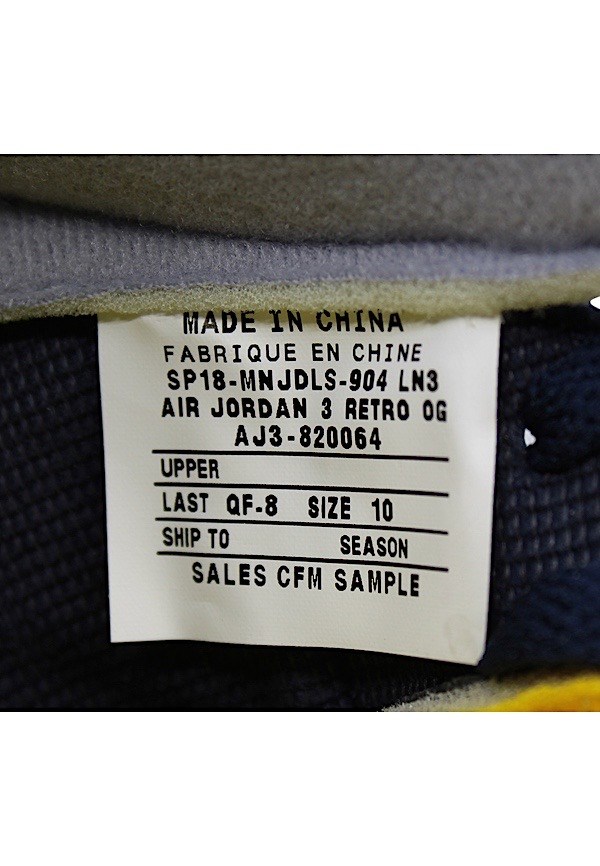 MADE IN CHINA
FABRIQUE EN CHINE
SP18-MNJDLS-904 LN3
AIR JORDAN 3 RETRO OG
AJ3-820064
UPPER
LAST QF-8 SIZE 10
SHIP TO SEASON
SALES CFM SAMPLE